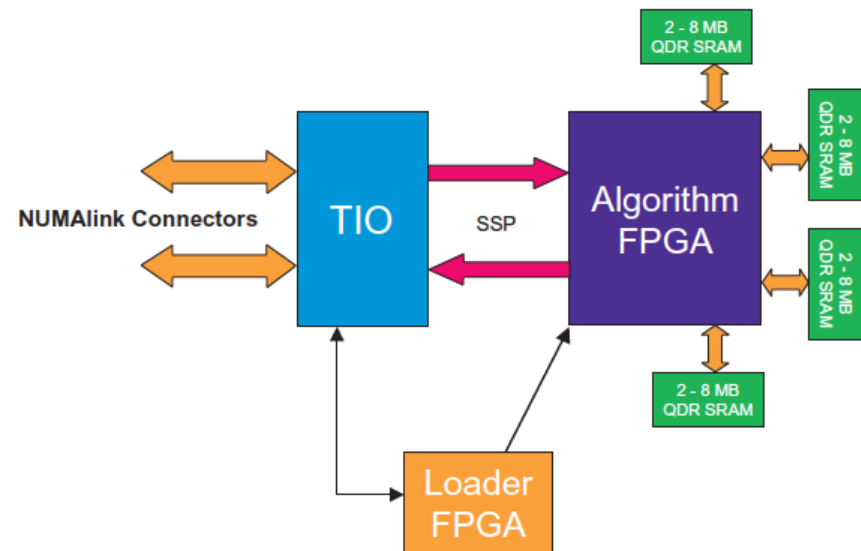 2 - 8 MB
QDR SRAM
2 - 8 MB
QDR SRAM
NUMAlink Connectors
TIO
SSP
Algorithm
FPGA
2 - 8 MB
QDR SRAM
2 - 8 MB
QDR SRAM
Loader
FPGA